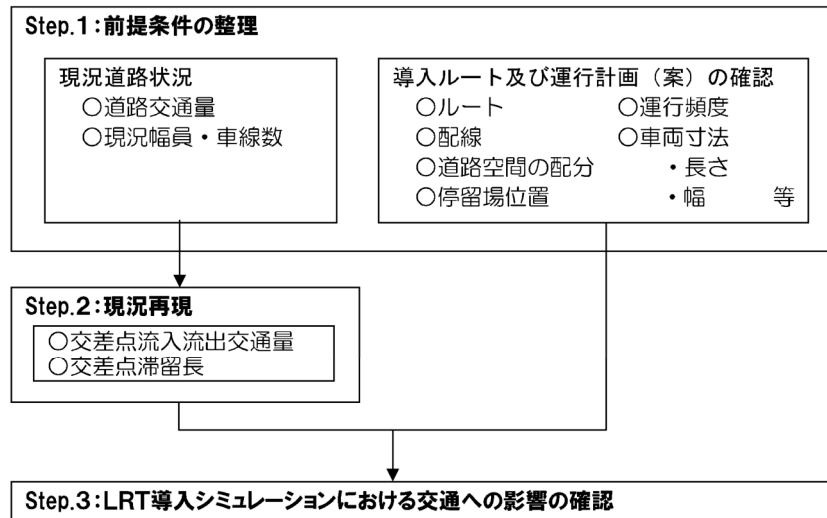 Step.1:前提条件の整理
現況道路状況
○道路交通量
○現況幅員・車線数
導入ルート及び運行計画（案）の確認
○ルート
○配線
○道路空間の配分
○停留場位置
○運行頻度
○車両寸法
・長さ
・幅 等
Step.2:現況再現
○交差点流入流出交通量
○交差点滞留長
Step.3:LRT導入シミュレーションにおける交通への影響の確認